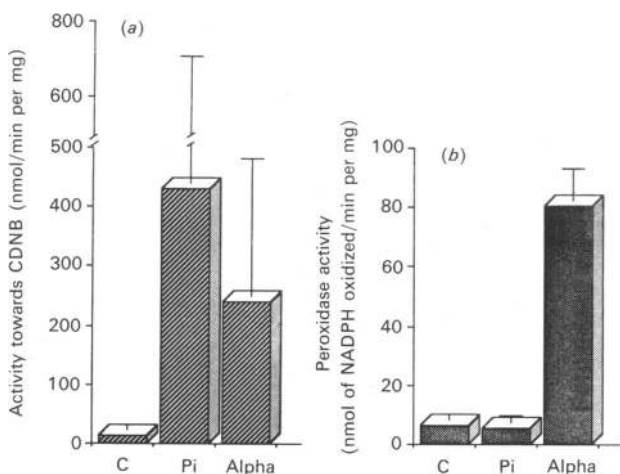 Activity towards CDNB (nmol/min per mg)
(a)
800
600
500
400
300
200
100
0
C Pi Alpha
Peroxidase activity
(nmol of NADPH oxidized/min per mg)
(b)
100
80
60
40
20
0
C Pi Alpha